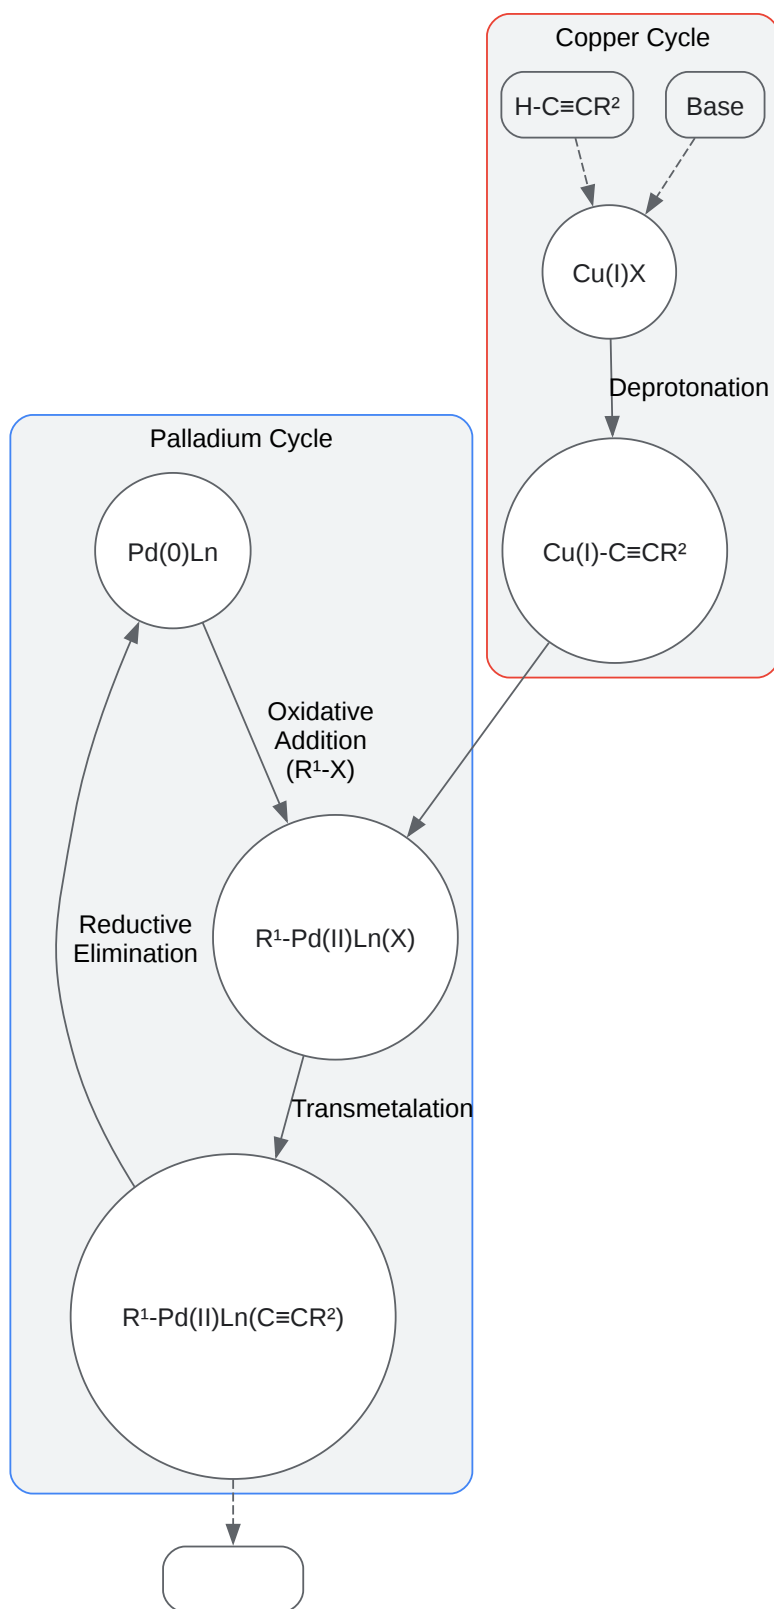 Copper Cycle
H-C≡CR²
Base
Cu(I)X
Deprotonation
Cu(I)-C≡CR²
Palladium Cycle
Pd(0)Ln
Oxidative
Addition
(R¹-X)
Reductive
Elimination
R¹-Pd(II)Ln(X)
Transmetalation
R¹-Pd(II)Ln(C≡CR²)